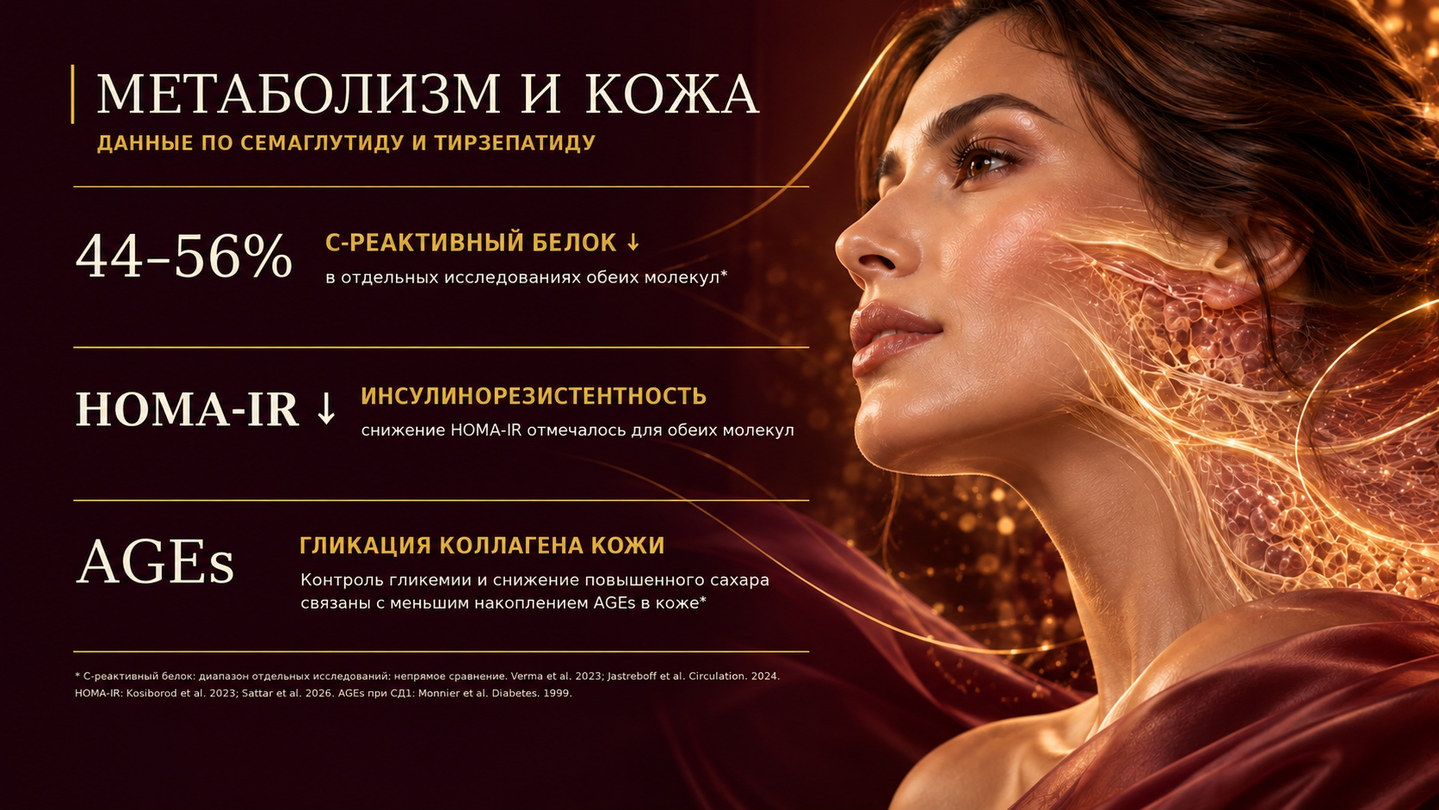 МЕТАБОЛИЗМ И КОЖА
ДАННЫЕ ПО СЕМАГЛУТИДУ И ТИРЗЕПАТИДУ
44–56%
С-РЕАКТИВНЫЙ БЕЛОК ↓
в отдельных исследованиях обеих молекул*
HOMA-IR ↓
ИНСУЛИНОРЕЗИСТЕНТНОСТЬ
снижение HOMA-IR отмечалось для обеих молекул
AGEs
ГЛИКАЦИЯ КОЛЛАГЕНА КОЖИ
Контроль гликемии и снижение повышенного сахара
связаны с меньшим накоплением AGEs в коже*
* С-реактивный белок: диапазон отдельных исследований; непрямое сравнение. Verma et al. 2023; Jastreboff et al. Circulation. 2024.
HOMA-IR: Kosiborod et al. 2023; Sattar et al. 2026. AGEs при СД1: Monnier et al. Diabetes. 1999.